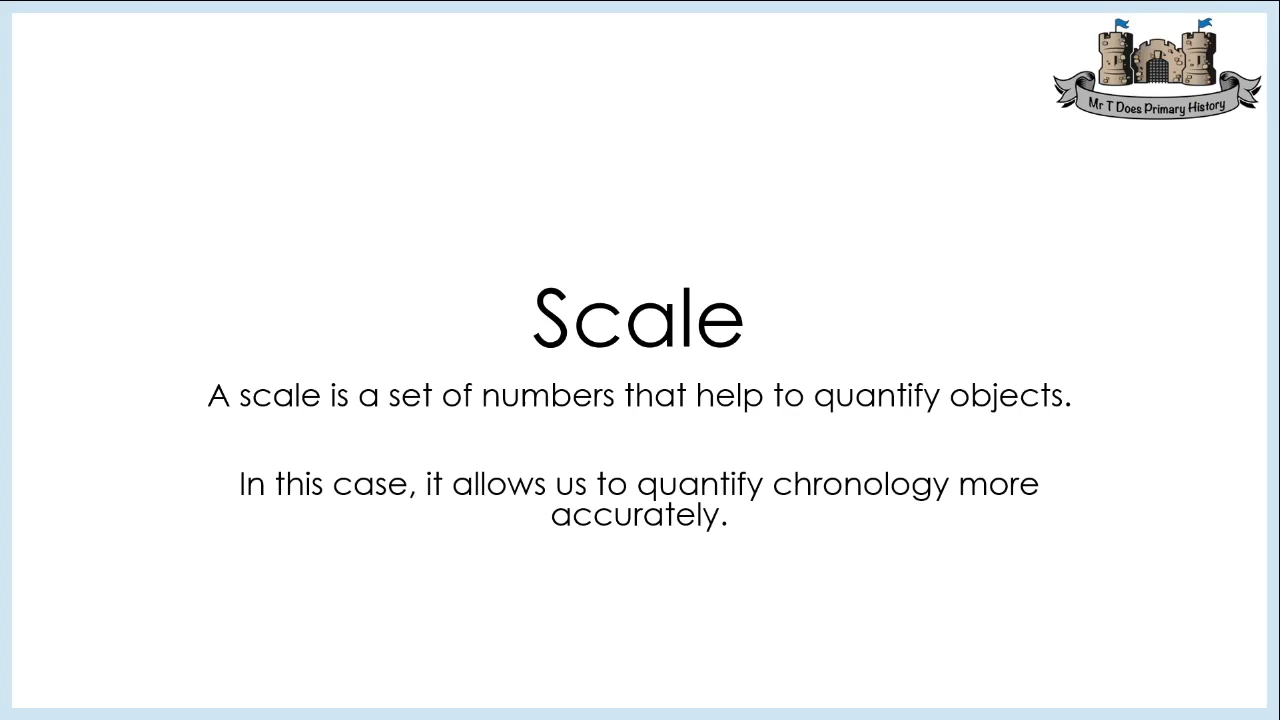 Mr T Does Primary History
Scale
A scale is a set of numbers that help to quantify objects.
In this case, it allows us to quantify chronology more
accurately.